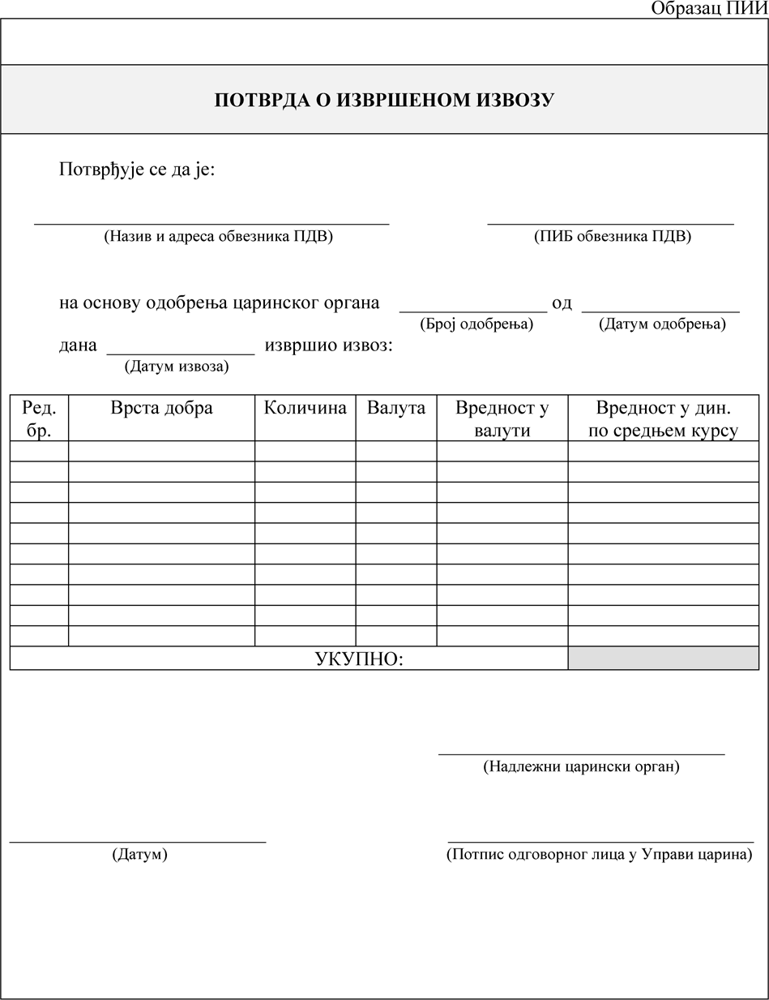 Образац ПИИ
ПОТВРДА О ИЗВРШЕНОМ ИЗВОЗУ
Потврђује се да је:
(Назив и адреса обвезника ПДВ) (ПИБ обвезника ПДВ)
на основу одобрења царинског органа од
(Број одобрења) (Датум одобрења)
дана извршио извоз:
(Датум извоза)
Ред. бр. Врста добра Количина Валута Вредност у валути Вредност у дин. по средњем курсу
УКУПНО:
(Надлежни царински орган)
(Датум) (Потпис одговорног лица у Управи царина)